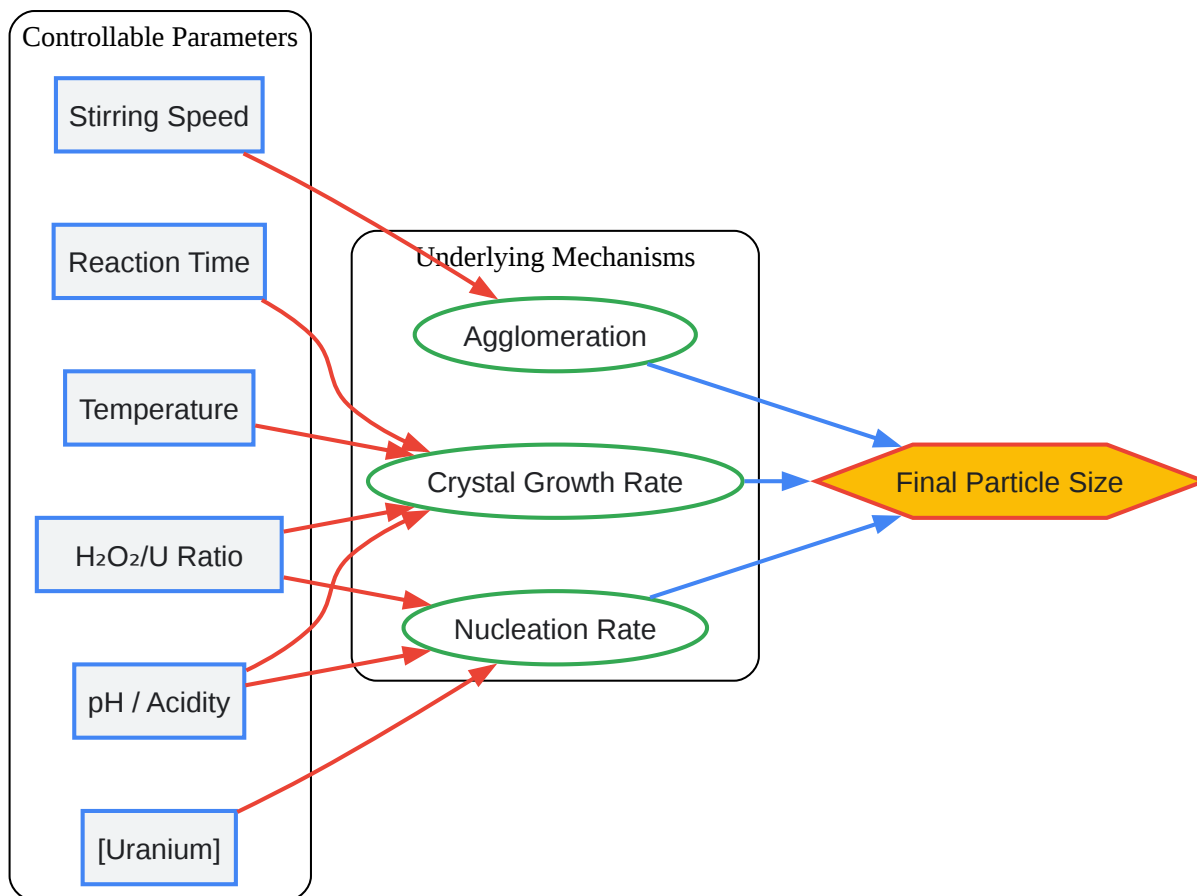 Controllable Parameters
Stirring Speed
Reaction Time
Temperature
H₂O₂/U Ratio
pH / Acidity
[Uranium]
Underlying Mechanisms
Agglomeration
Crystal Growth Rate
Nucleation Rate
Final Particle Size